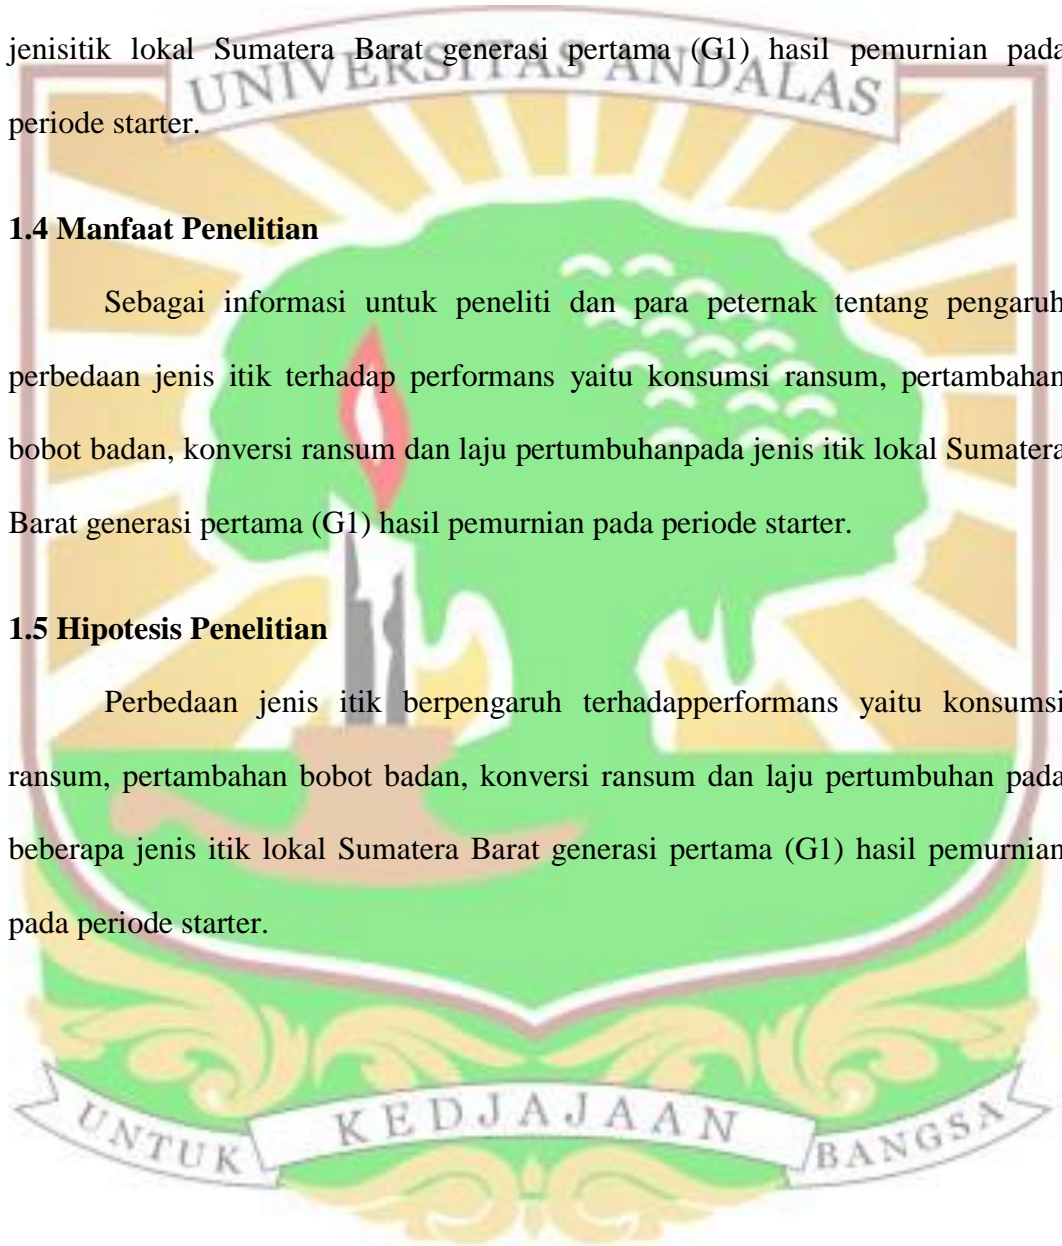 jenisitik lokal Sumatera Barat generasi pertama (G1) hasil pemurnian pada
UNIVERSITAS ANDALAS
periode starter.
1.4 Manfaat Penelitian
Sebagai informasi untuk peneliti dan para peternak tentang pengaruh
perbedaan jenis itik terhadap performans yaitu konsumsi ransum, pertambahan
bobot badan, konversi ransum dan laju pertumbuhanpada jenis itik lokal Sumatera
Barat generasi pertama (G1) hasil pemurnian pada periode starter.
1.5 Hipotesis Penelitian
Perbedaan jenis itik berpengaruh terhadapperformans yaitu konsumsi
ransum, pertambahan bobot badan, konversi ransum dan laju pertumbuhan pada
beberapa jenis itik lokal Sumatera Barat generasi pertama (G1) hasil pemurnian
pada periode starter.
UNTUK KEDJAJAAN BANGSA